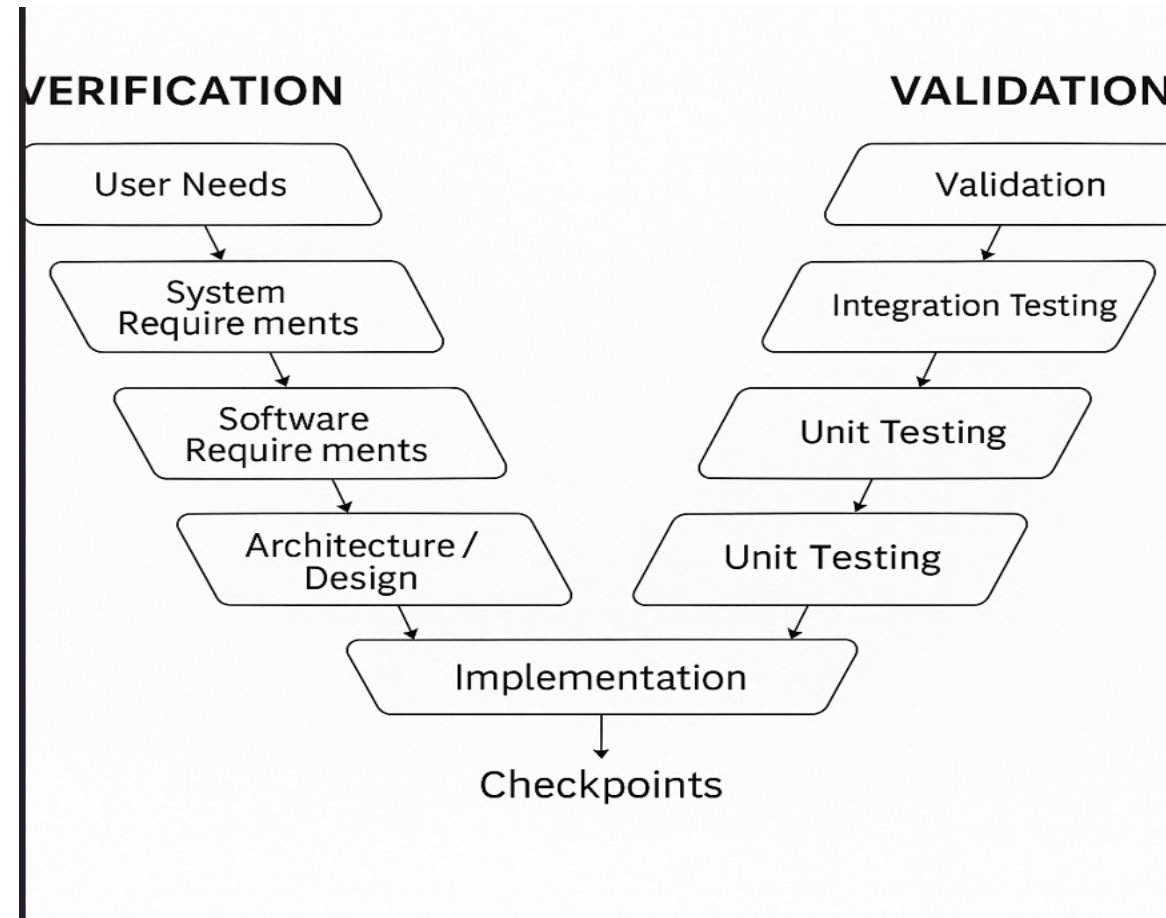 VERIFICATION
User Needs
System
Require ments
Software
Require ments
Architecture /
Design
VALIDATION
Validation
Integration Testing
Unit Testing
Unit Testing
Implementation
Checkpoints